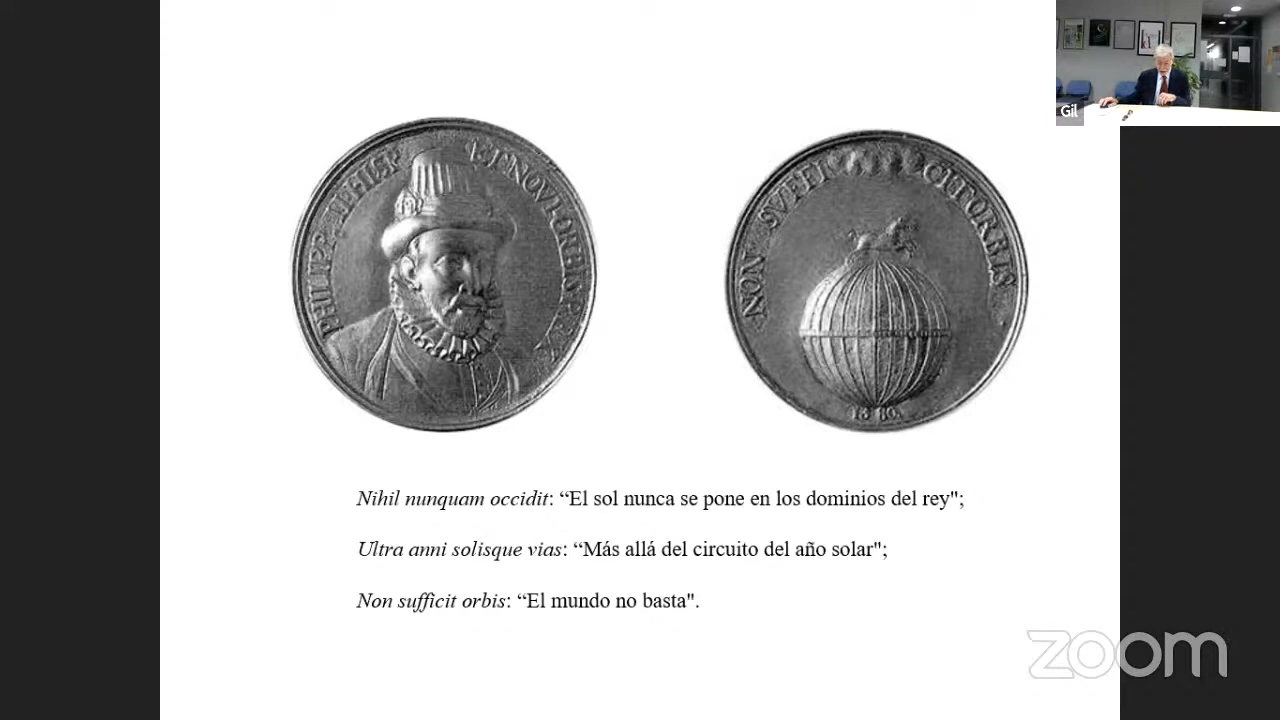 PHILIPP II HISP ET NOVI ORBIS REX
NON SVFFI CIT ORBIS
1580
Gil
Nihil nunquam occidit: “El sol nunca se pone en los dominios del rey";
Ultra anni solisque vias: “Más allá del circuito del año solar";
Non sufficit orbis: “El mundo no basta".
zoom